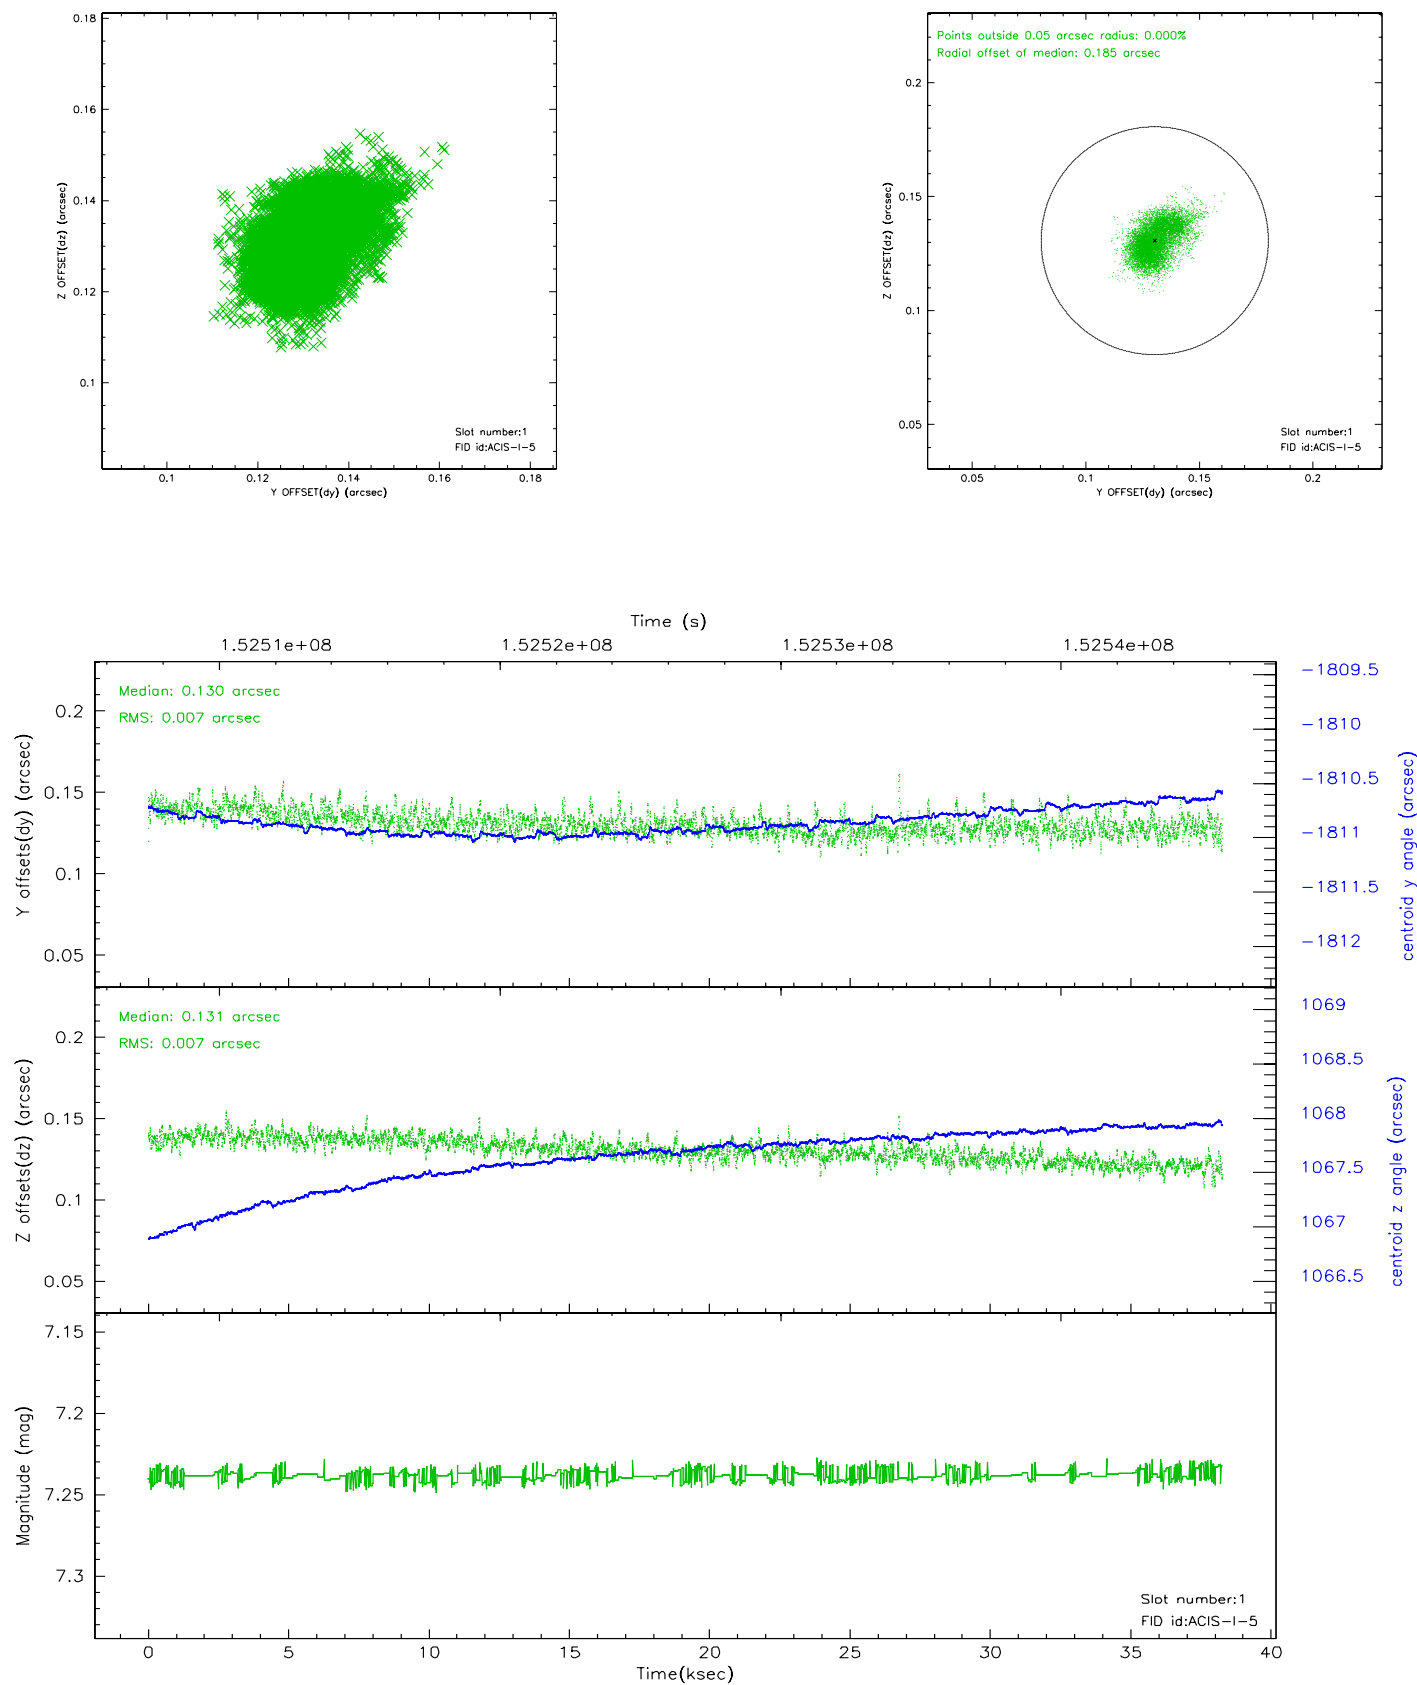 0.18
0.16
0.14
0.12
0.1
Z OFFSET(dz) (arcsec)
0.1
0.12
0.14
0.16
0.18
Y OFFSET(dy) (arcsec)
Slot number:1
FID id:ACIS-I-5
Points outside 0.05 arcsec radius: 0.000%
Radial offset of median: 0.185 arcsec
0.2
0.15
0.1
0.05
Z OFFSET(dz) (arcsec)
0.05
0.1
0.15
0.2
Y OFFSET(dy) (arcsec)
Slot number:1
FID id:ACIS-I-5
Time (s)
1.5251e+08
1.5252e+08
1.5253e+08
1.5254e+08
Median: 0.130 arcsec
RMS: 0.007 arcsec
0.2
0.15
0.1
0.05
Y offsets(dy) (arcsec)
-1809.5
-1810
-1810.5
-1811
-1811.5
-1812
centroid y angle (arcsec)
Median: 0.131 arcsec
RMS: 0.007 arcsec
0.2
0.15
0.1
0.05
Z offsets(dz) (arcsec)
1069
1068.5
1068
1067.5
1067
1066.5
centroid z angle (arcsec)
7.15
7.2
7.25
7.3
Magnitude (mag)
Slot number:1
FID id:ACIS-I-5
0
5
10
15
20
25
30
35
40
Time(ksec)